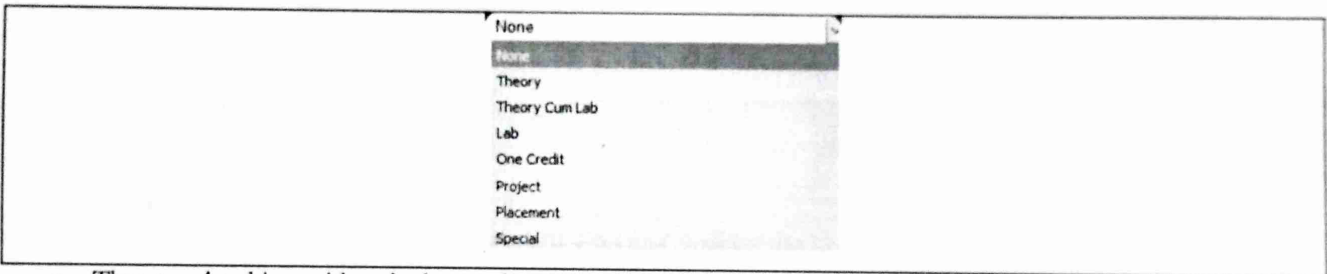 None
None
Theory
Theory Cum Lab
Lab
One Credit
Project
Placement
Special